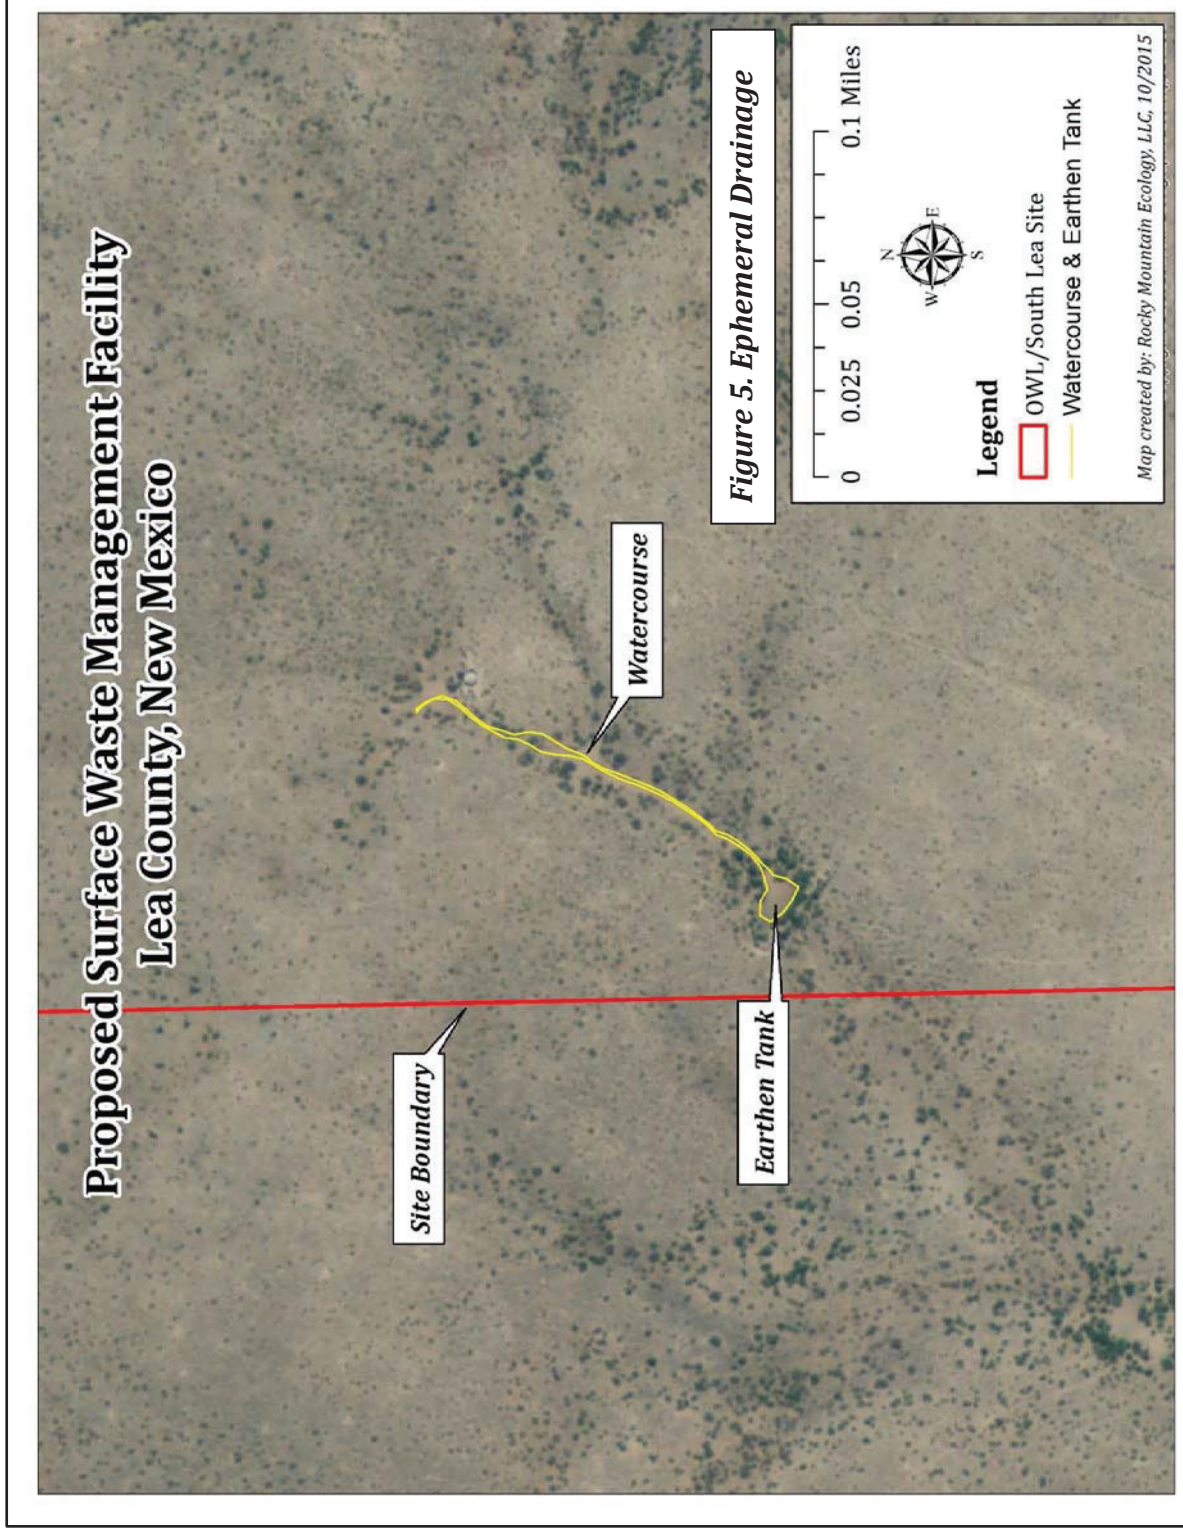 Proposed Surface Waste Management Facility
Lea County, New Mexico
Site Boundary
Watercourse
Figure 5. Ephemeral Drainage
Earthen Tank
0 0.025 0.05 0.1 Miles
N
W E
S
Legend
OWL/South Lea Site
Watercourse & Earthen Tank
Map created by: Rocky Mountain Ecology, LLC, 10/2015